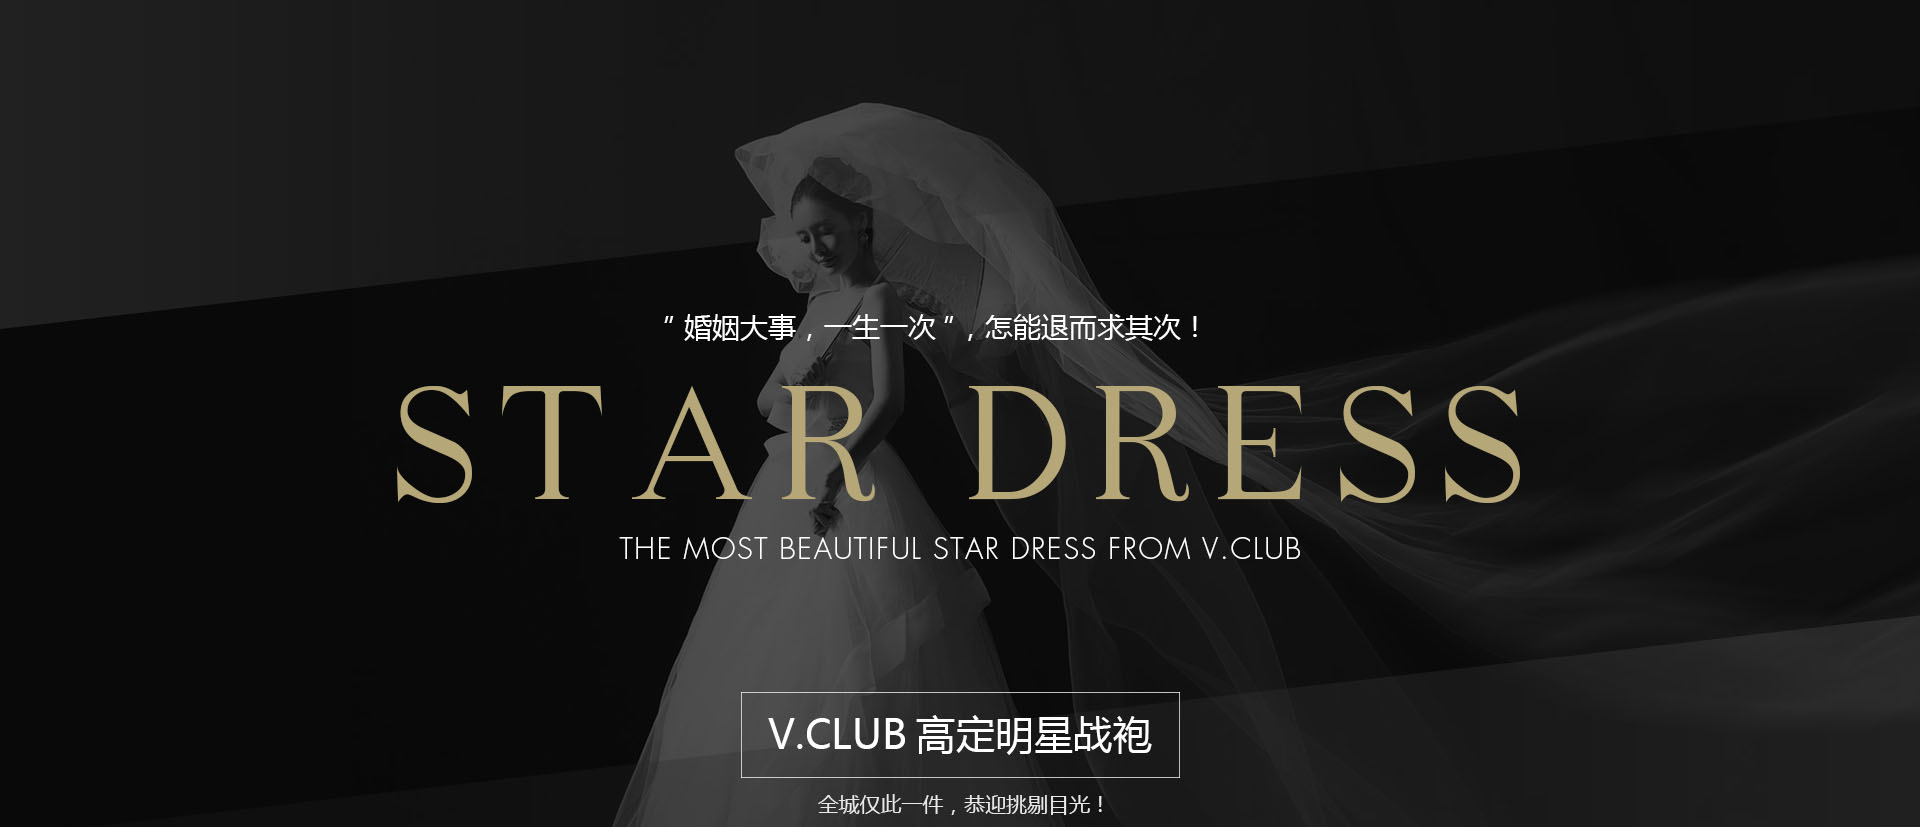 ＂婚姻大事，一生一次＂，怎能退而求其次！
STAR DRESS
THE MOST BEAUTIFUL STAR DRESS FROM V.CLUB
V.CLUB 高定明星战袍
全城仅此一件，恭迎挑剔目光！